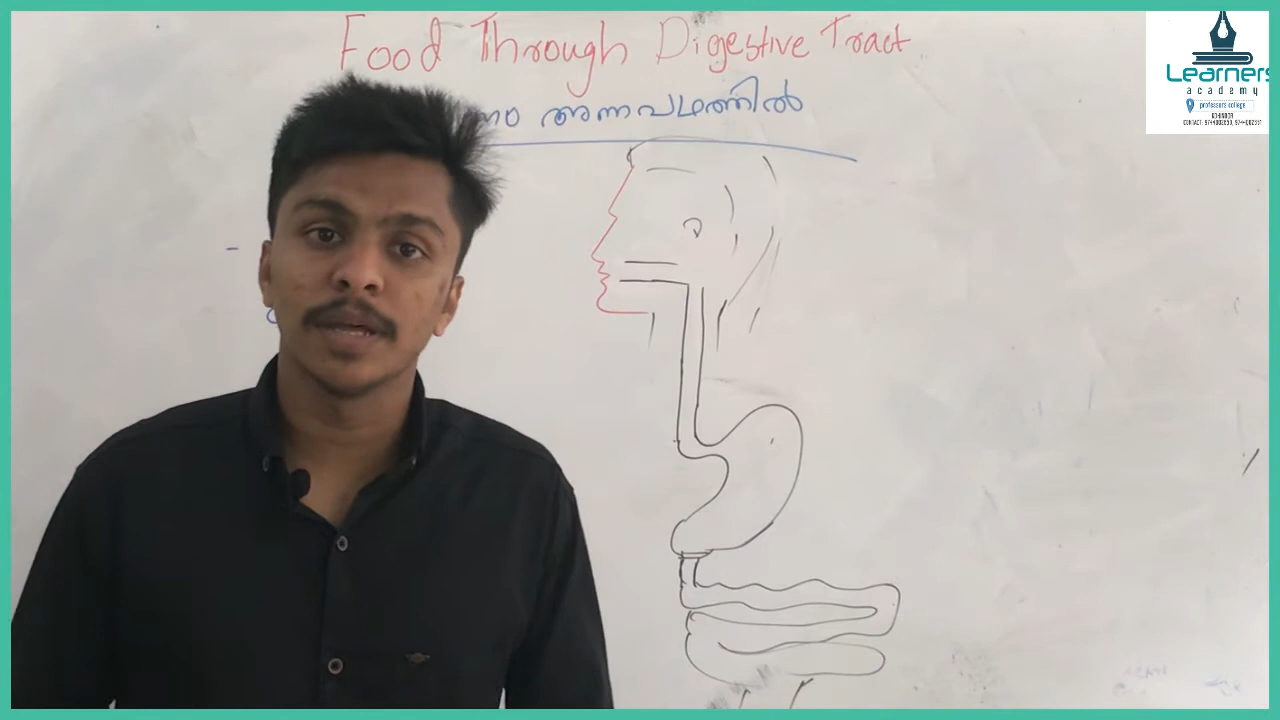 Food Through Digestive Tract
അന്നപഥത്തിൽ
Learners
academy
professors college